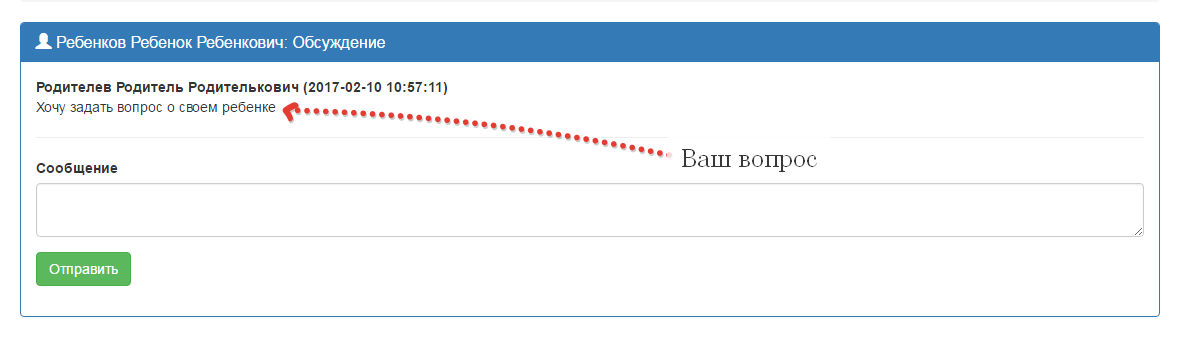 Ребенков Ребенок Ребенкович: Обсуждение
Родителев Родитель Родителькович (2017-02-10 10:57:11)
Хочу задать вопрос о своем ребенке
Ваш вопрос
Сообщение
Отправить